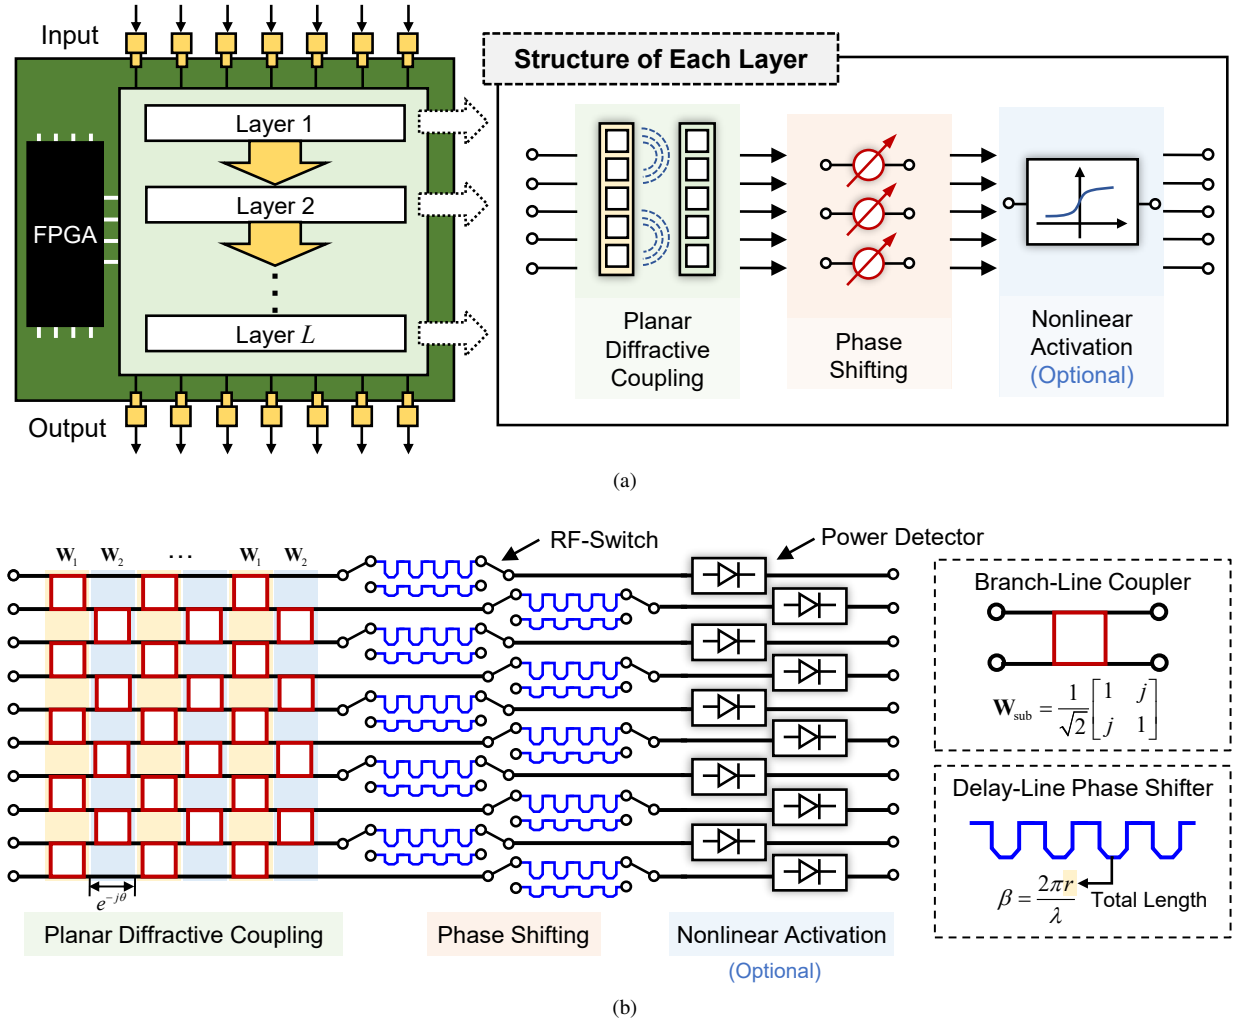 Input
Structure of Each Layer
Layer 1
Layer 2
FPGA
Layer L
Output
Planar
Diffractive
Coupling
Phase
Shifting
Nonlinear
Activation
(Optional)
(a)
W₁ W₂ ... W₁ W₂
RF-Switch
Power Detector
Branch-Line Coupler
W_sub = 1/√2 [1 j
j 1]
Delay-Line Phase Shifter
β = 2πr/λ
Total Length
e^{-jθ}
Planar Diffractive Coupling
Phase Shifting
Nonlinear Activation
(Optional)
(b)